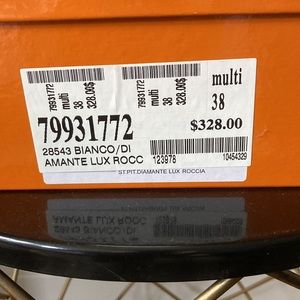 79931772
multi
38
328.00$
79931772
multi
38
328.00$
multi
38
79931772
$328.00
28543 BIANCO/DI
AMANTE LUX ROCC
123978
10454329
ST.PIT.DIAMANTE LUX ROCCIA